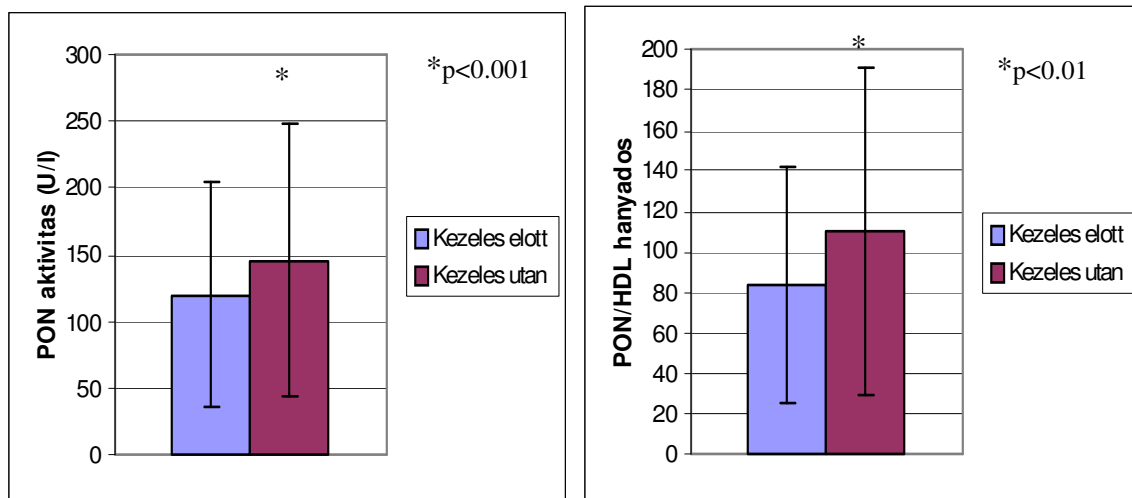 PON aktivitas (U/l)
300
250
200
150
100
50
0
*
*p<0.001
Kezeles elott
Kezeles utan
PON/HDL hanyados
200
180
160
140
120
100
80
60
40
20
0
*
*p<0.01
Kezeles elott
Kezeles utan